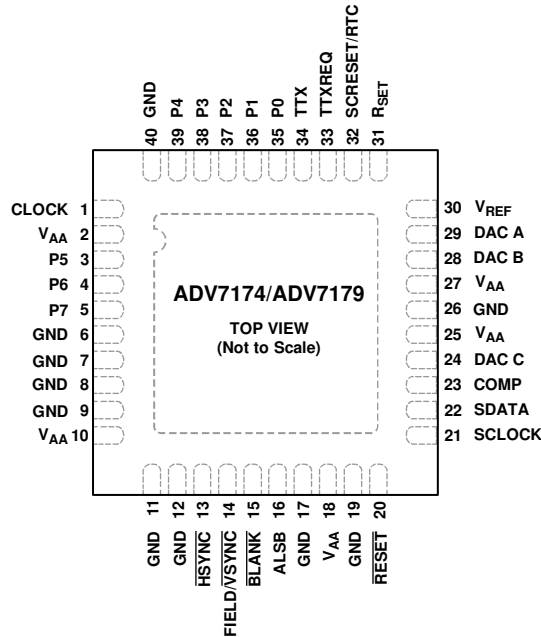 40 GND
39 P4
38 P3
37 P2
36 P1
35 P0
34 TTX
33 TTXREQ
32 SCRESET/RTC
31 RSET
CLOCK 1
VAA 2
P5 3
P6 4
P7 5
GND 6
GND 7
GND 8
GND 9
VAA 10
ADV7174/ADV7179
TOP VIEW
(Not to Scale)
30 VREF
29 DAC A
28 DAC B
27 VAA
26 GND
25 VAA
24 DAC C
23 COMP
22 SDATA
21 SCLOCK
GND 11
GND 12
HSYNC 13
FIELD/VSYNC 14
BLANK 15
ALSB 16
GND 17
VAA 18
GND 19
RESET 20